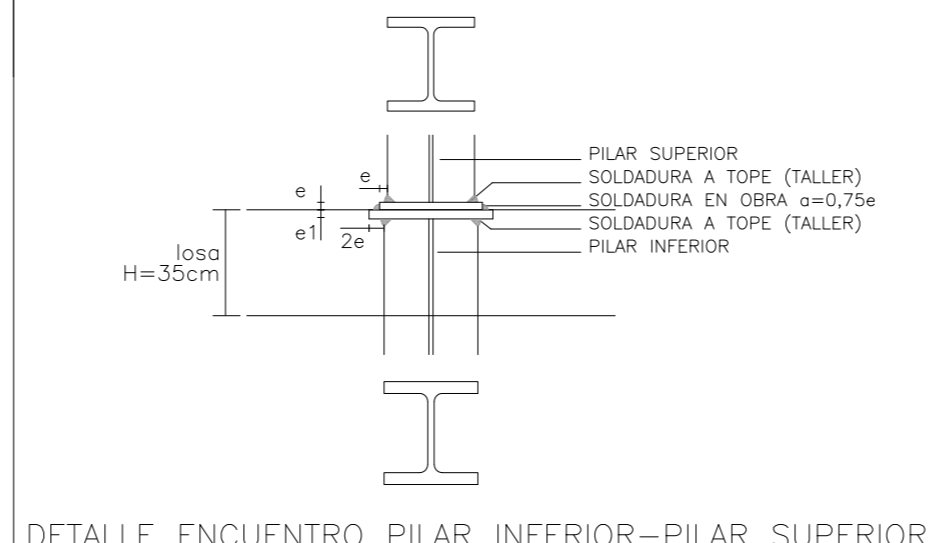 PILAR SUPERIOR
SOLDADURA A TOPE (TALLER)
SOLDADURA EN OBRA a=0,75e
SOLDADURA A TOPE (TALLER)
PILAR INFERIOR
e
e
e1
2e
losa
H=35cm
DETALLE ENCUENTRO PILAR INFERIOR-PILAR SUPERIOR